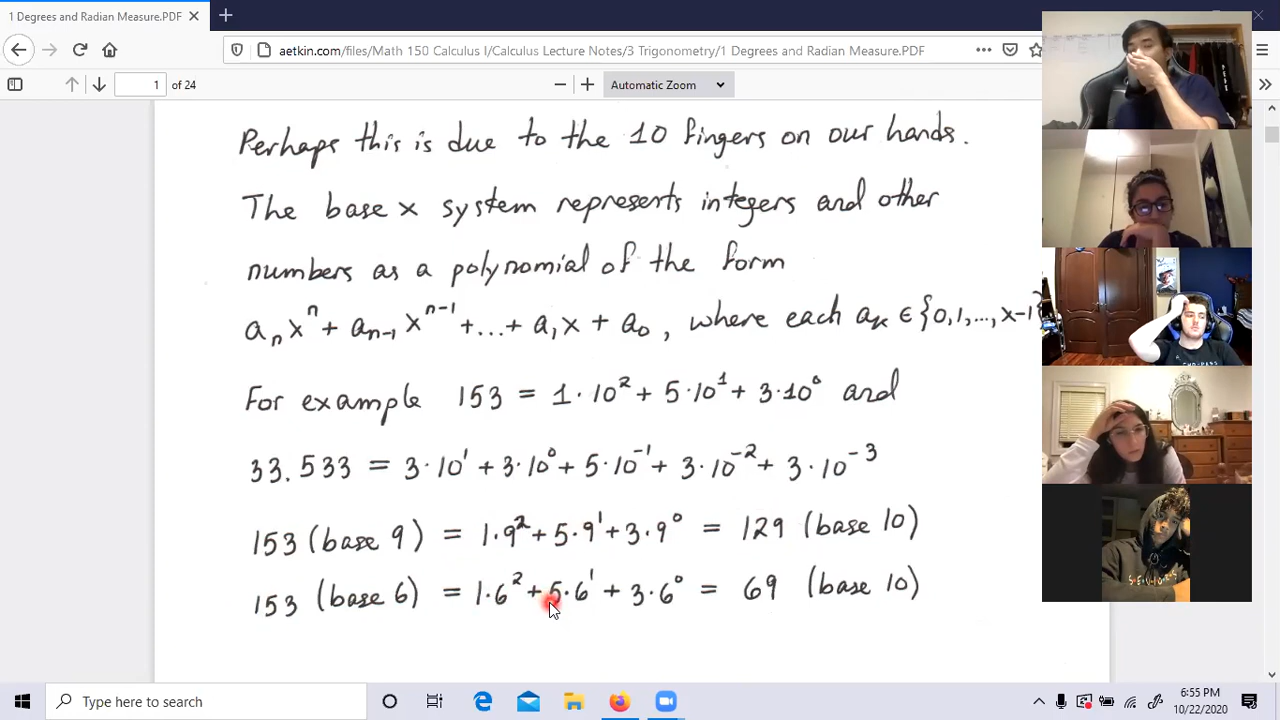 1 Degrees and Radian Measure.PDF
aetkin.com/files/Math 150 Calculus I/Calculus Lecture Notes/3 Trigonometry/1 Degrees and Radian Measure.PDF
1 of 24
Automatic Zoom
Perhaps this is due to the 10 fingers on our hands.
The base x system represents integers and other
numbers as a polynomial of the form
aₙxⁿ + aₙ₋₁xⁿ⁻¹ + ... + a₁x + a₀, where each aₖ ∈ {0,1,...,x-1}
For example 153 = 1·10² + 5·10¹ + 3·10⁰ and
33.533 = 3·10¹ + 3·10⁰ + 5·10⁻¹ + 3·10⁻² + 3·10⁻³
153 (base 9) = 1·9² + 5·9¹ + 3·9⁰ = 129 (base 10)
153 (base 6) = 1·6² + 5·6¹ + 3·6⁰ = 69 (base 10)
Type here to search
6:55 PM
10/22/2020